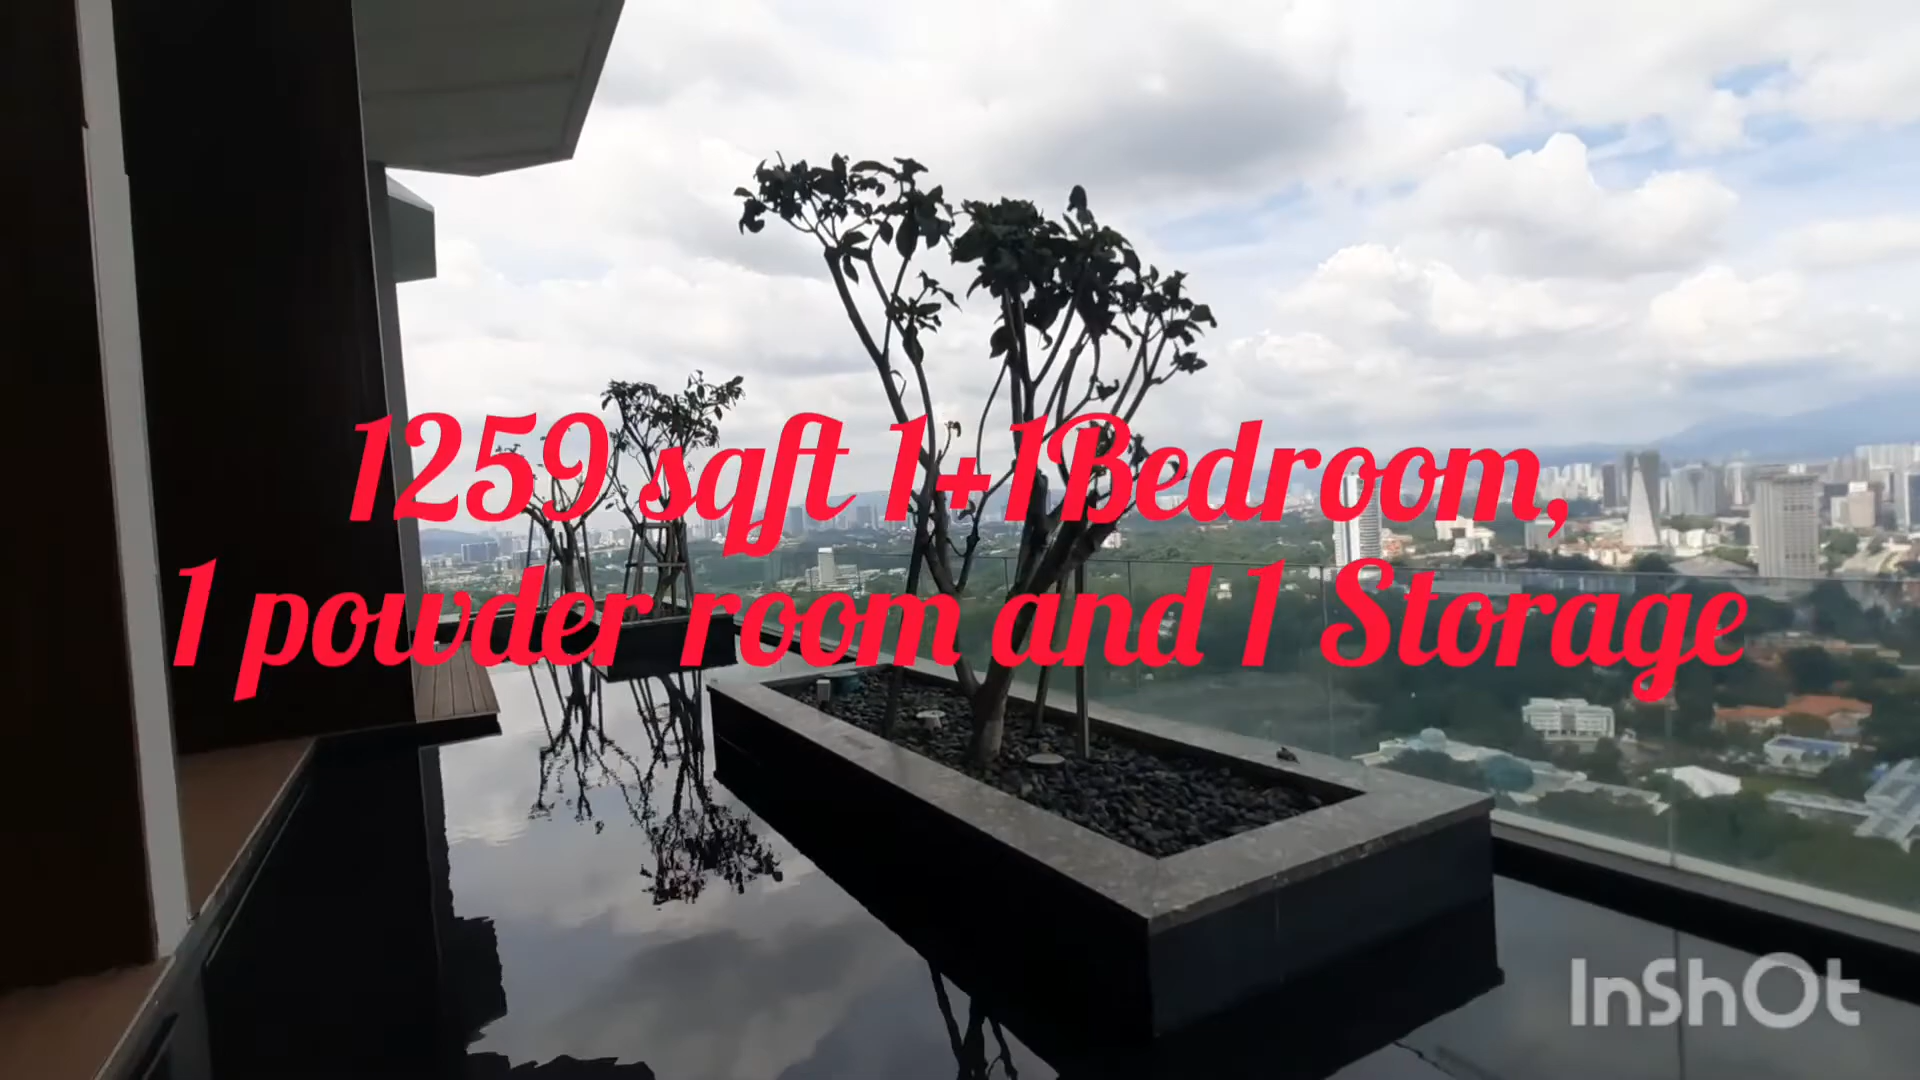 1259 sqft 1+1Bedroom,
1 powder room and 1 Storage
InShOt